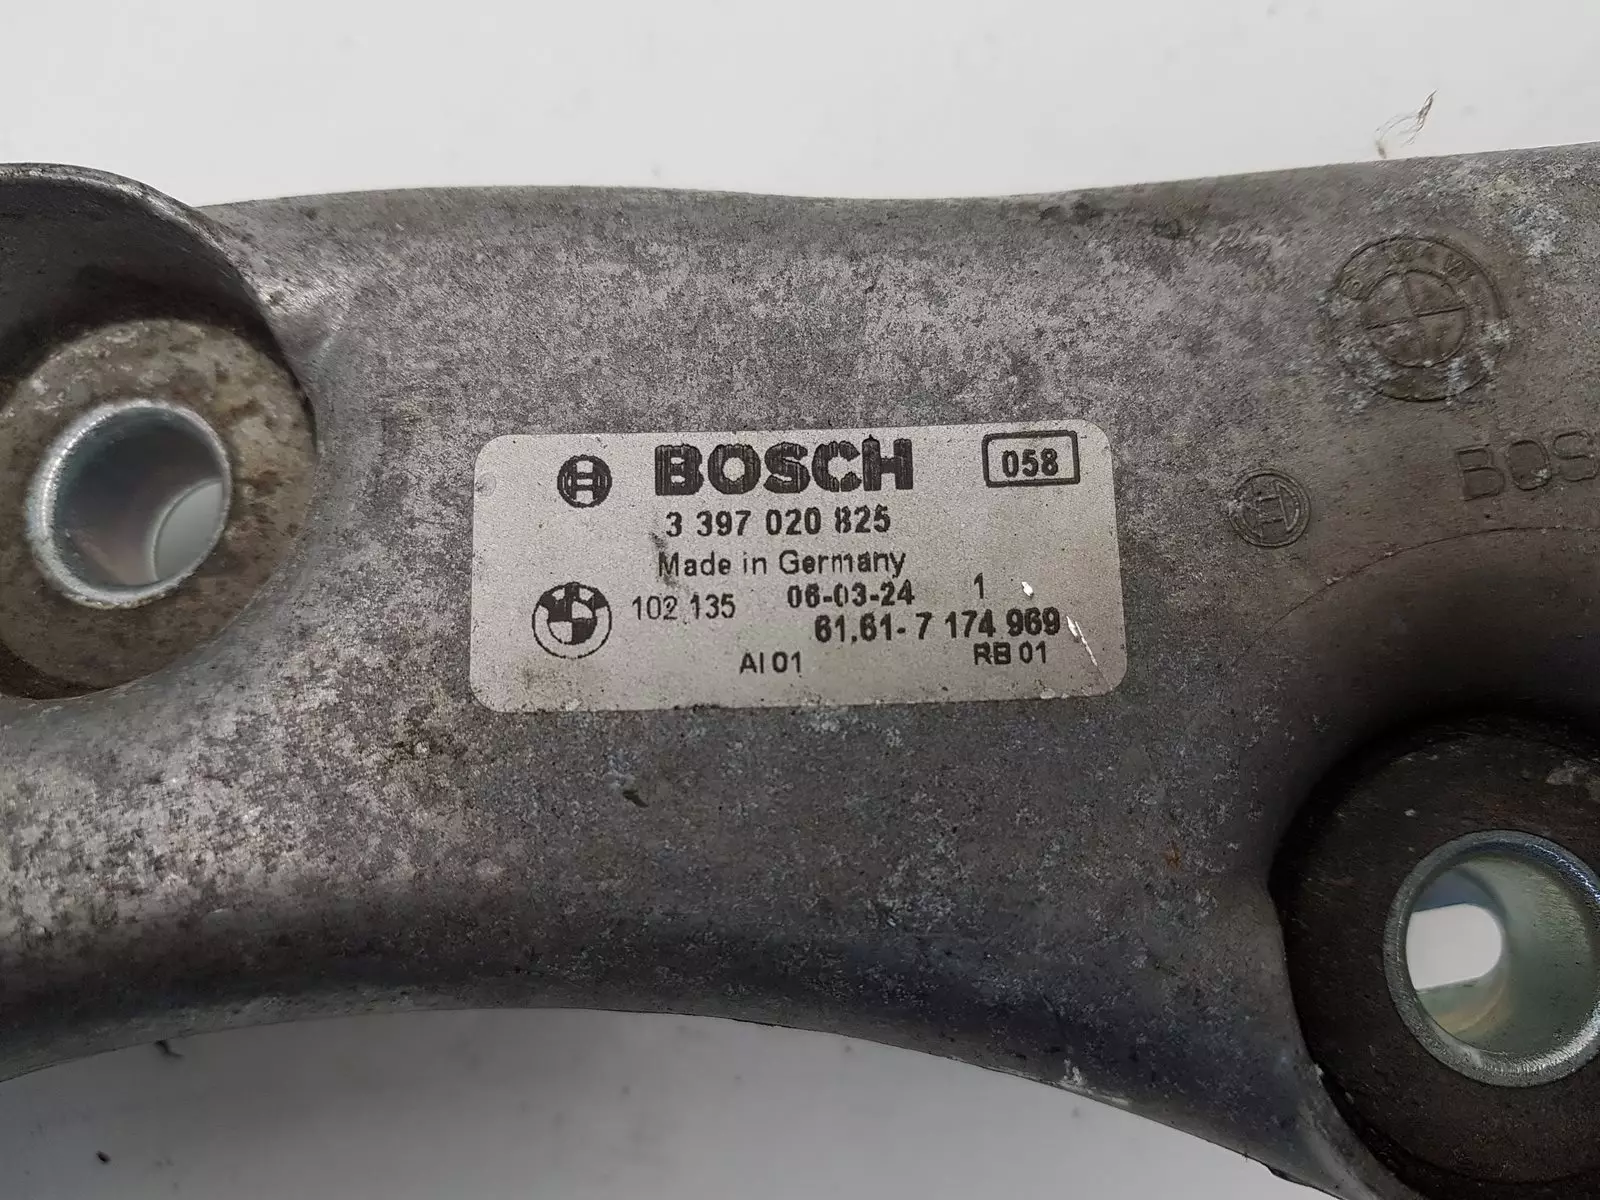 BOSCH 058
3 397 020 825
Made in Germany
102 135 06-03-24 1
61.61-7 174 969
AI 01 RB 01
BOS